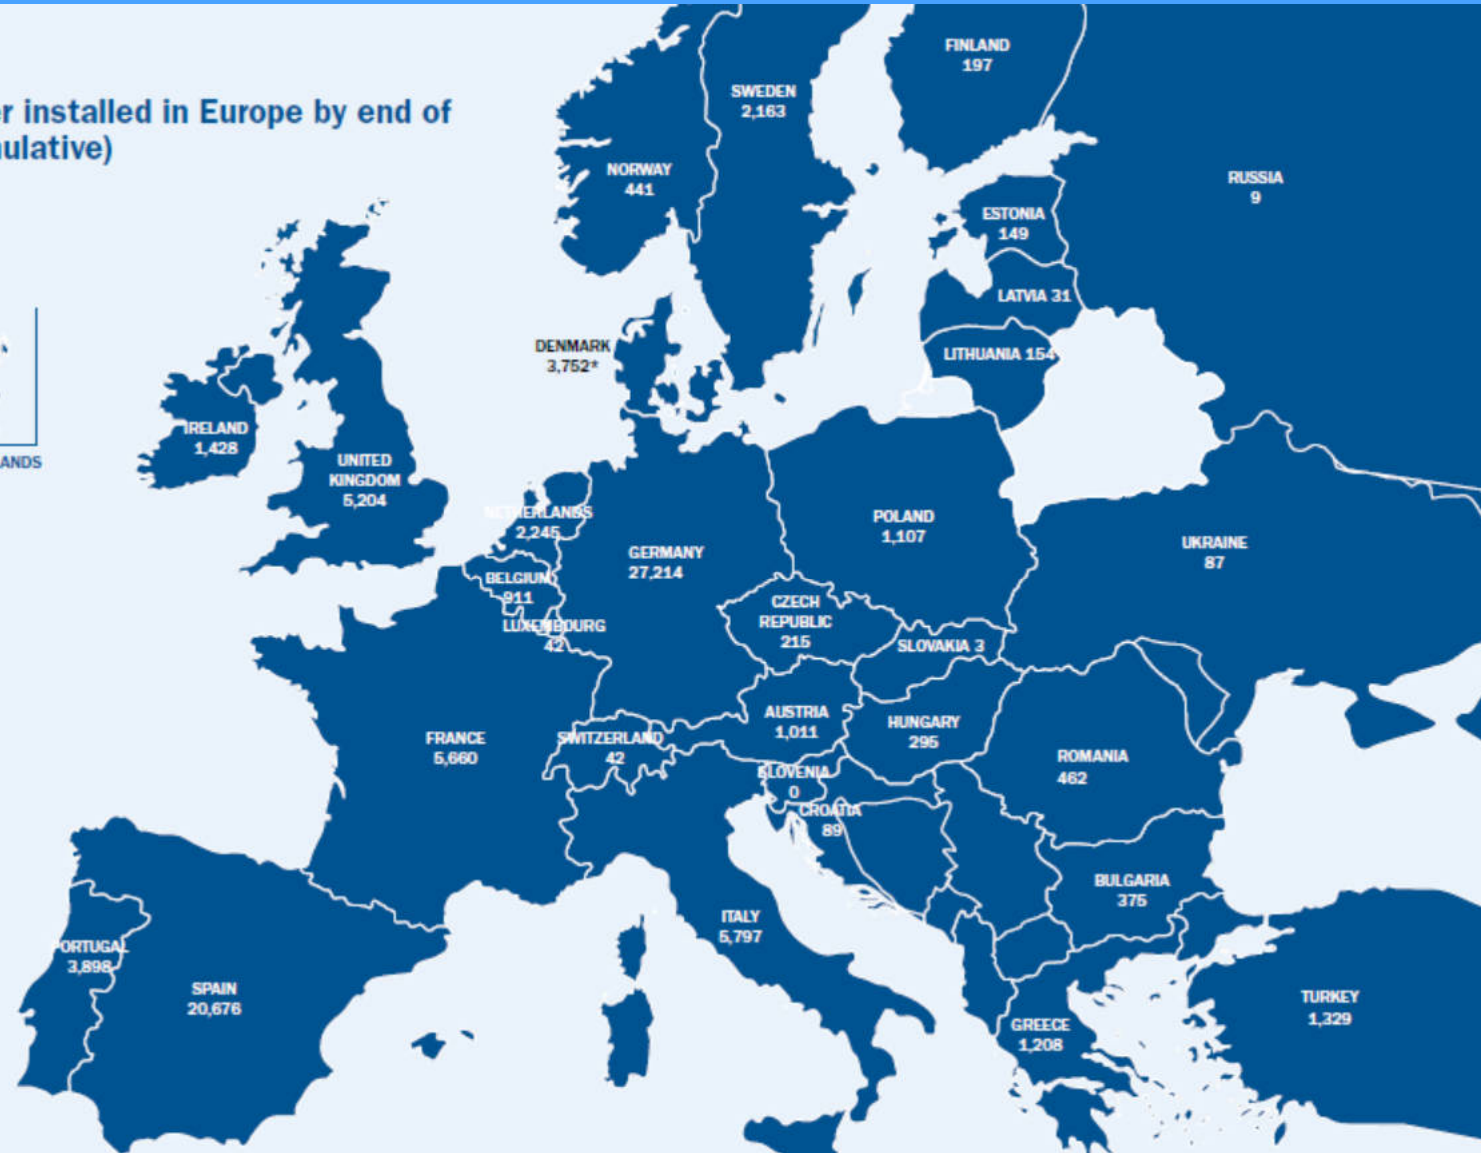 er installed in Europe by end of
ulative)
ANDS
FINLAND
197
SWEDEN
2,163
NORWAY
441
RUSSIA
9
ESTONIA
149
LATVIA 31
LITHUANIA 154
DENMARK
3,752*
IRELAND
1,428
UNITED
KINGDOM
5,204
NETHERLANDS
2,245
BELGIUM
911
LUXEMBOURG
42
GERMANY
27,214
POLAND
1,107
UKRAINE
87
CZECH
REPUBLIC
215
SLOVAKIA 3
AUSTRIA
1,011
HUNGARY
295
FRANCE
5,660
SWITZERLAND
42
SLOVENIA
0
CROATIA
89
ROMANIA
462
BULGARIA
375
ITALY
5,797
PORTUGAL
3,898
SPAIN
20,676
GREECE
1,208
TURKEY
1,329